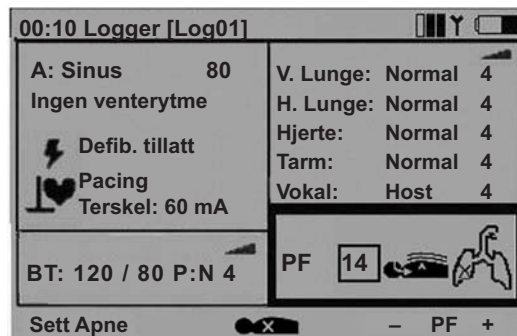 00:10 Logger [Log01]
A: Sinus 80
Ingen venterytme
Defib. tillatt
Pacing
Terskel: 60 mA
BT: 120 / 80 P:N 4
V. Lunge: Normal 4
H. Lunge: Normal 4
Hjerte: Normal 4
Tarm: Normal 4
Vokal: Host 4
PF 14
Sett Apne – PF +